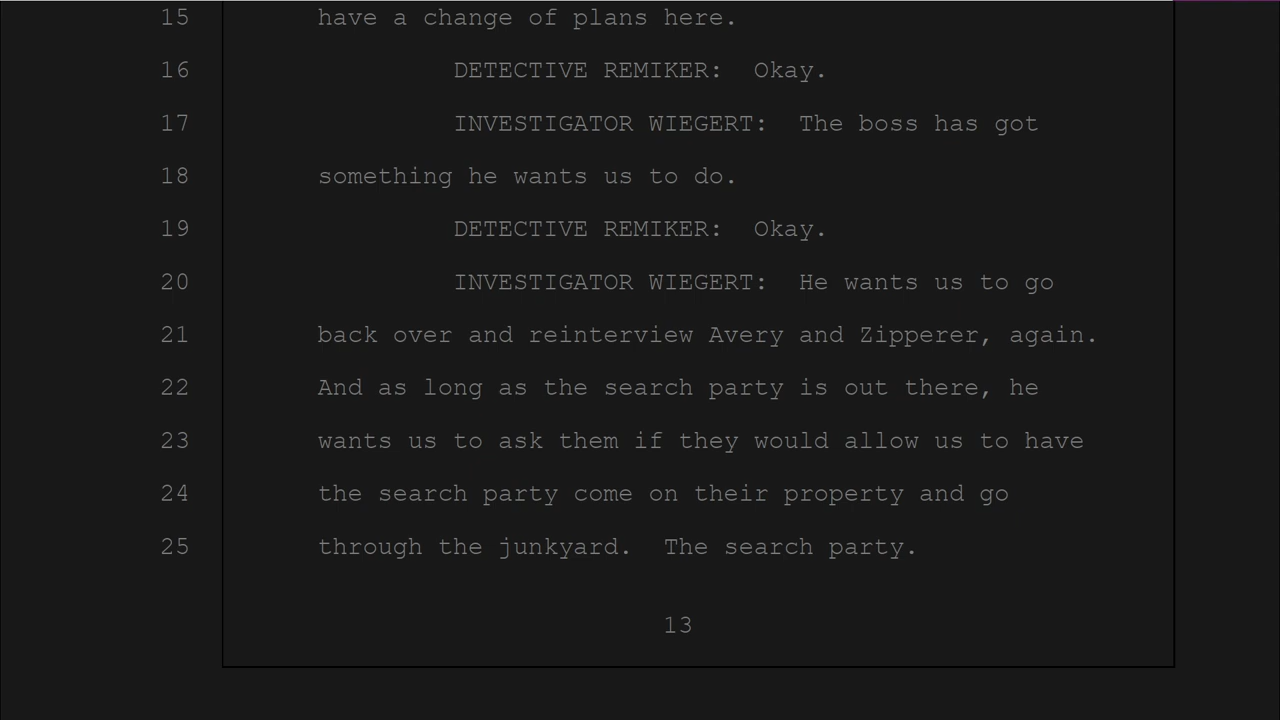 15 have a change of plans here.
16 DETECTIVE REMIKER: Okay.
17 INVESTIGATOR WIEGERT: The boss has got
18 something he wants us to do.
19 DETECTIVE REMIKER: Okay.
20 INVESTIGATOR WIEGERT: He wants us to go
21 back over and reinterview Avery and Zipperer, again.
22 And as long as the search party is out there, he
23 wants us to ask them if they would allow us to have
24 the search party come on their property and go
25 through the junkyard. The search party.
13